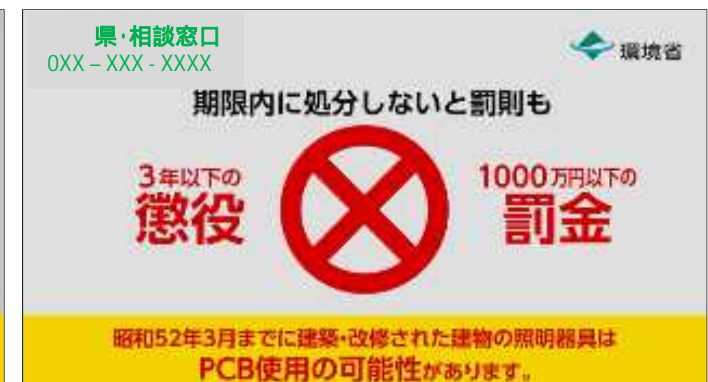 県・相談窓口
0XX – XXX - XXXX
環境省
期限内に処分しないと罰則も
3年以下の
懲役
1000万円以下の
罰金
昭和52年3月までに建築・改修された建物の照明器具は
PCB使用の可能性があります。